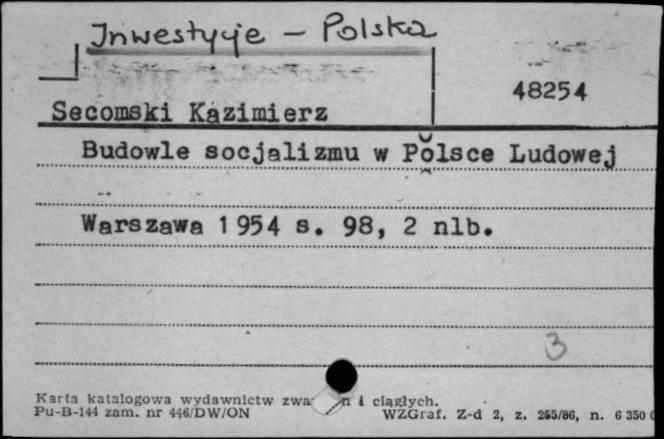 Inwestycje – Polska
48254
Secomski Kazimierz
Budowle socjalizmu w Polsce Ludowej
Warszawa 1954 s. 98, 2 nlb.
3
Karta katalogowa wydawnictw i ciągłych.
Pu-B-144 zam. nr 446/DW/ON WZGraf. Z-d 2, z. 265/86, n. 6 350